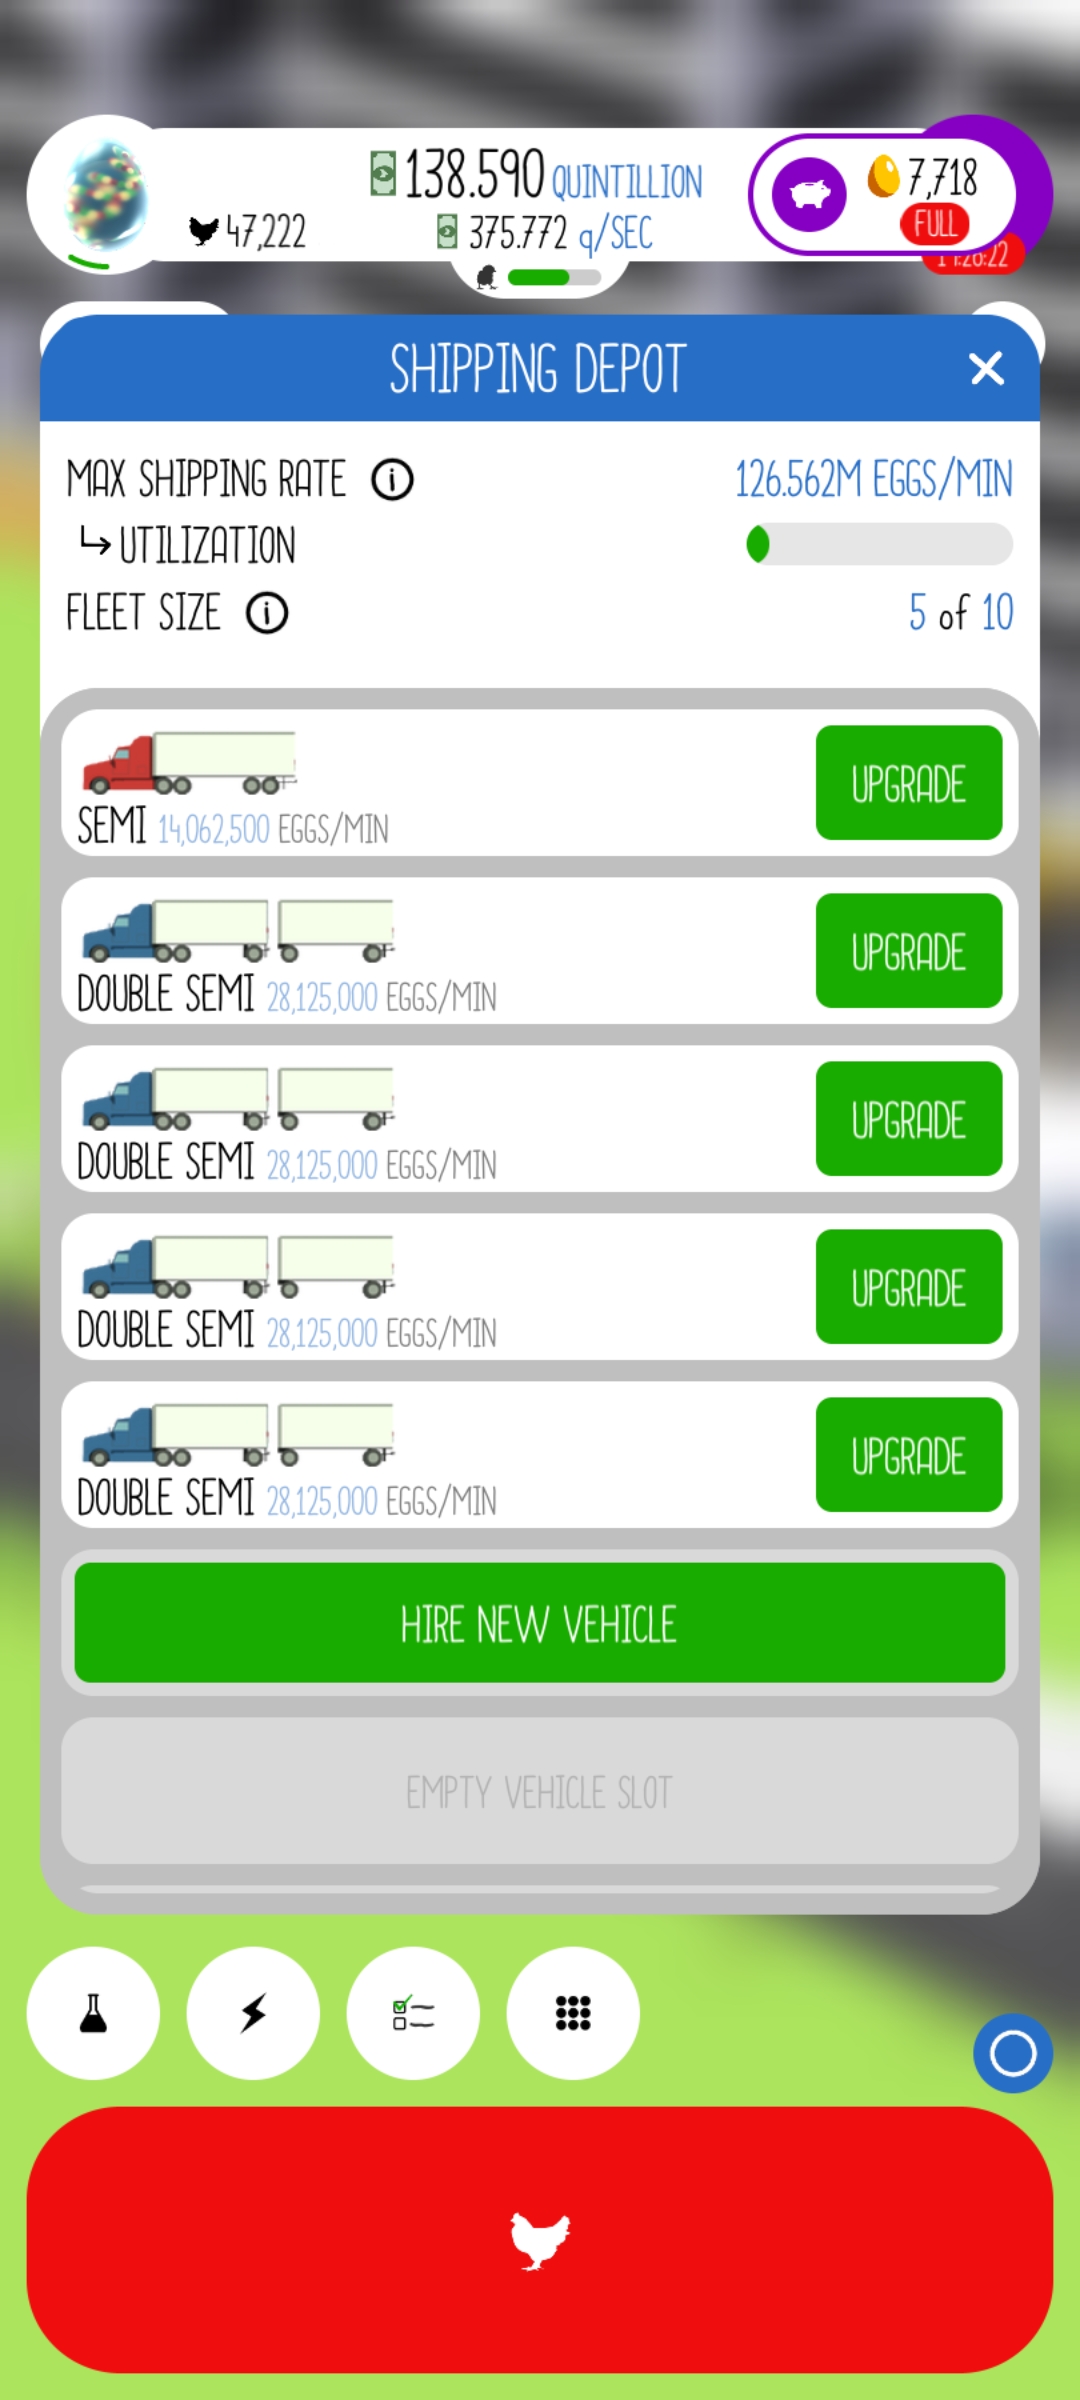 138.590 QUINTILLION
47,222
375.772 q/SEC
7,718
FULL
SHIPPING DEPOT
MAX SHIPPING RATE i
126.562M EGGS/MIN
UTILIZATION
FLEET SIZE i
5 of 10
SEMI 14,062,500 EGGS/MIN
UPGRADE
DOUBLE SEMI 28,125,000 EGGS/MIN
UPGRADE
DOUBLE SEMI 28,125,000 EGGS/MIN
UPGRADE
DOUBLE SEMI 28,125,000 EGGS/MIN
UPGRADE
DOUBLE SEMI 28,125,000 EGGS/MIN
UPGRADE
HIRE NEW VEHICLE
EMPTY VEHICLE SLOT